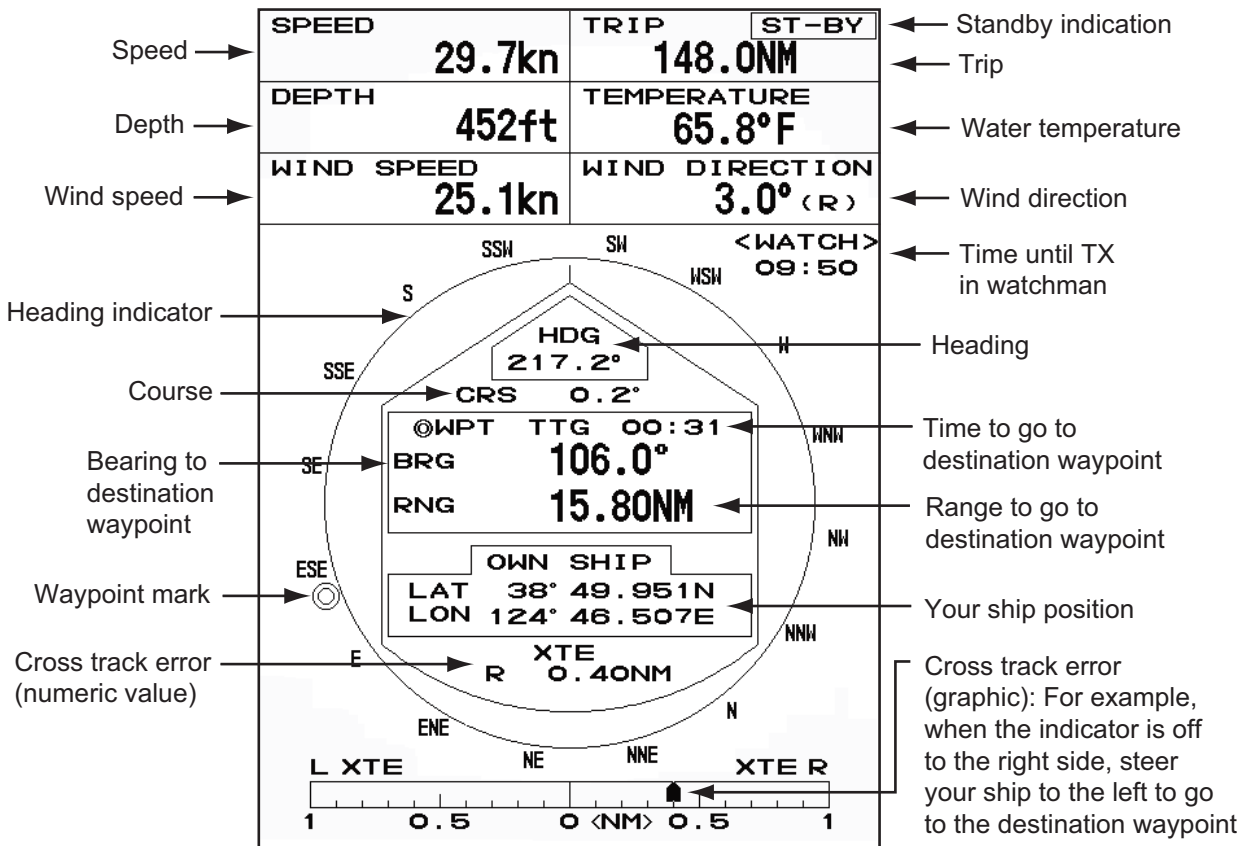 SPEED
29.7kn
TRIP
ST-BY
148.0NM
DEPTH
452ft
TEMPERATURE
65.8°F
WIND SPEED
25.1kn
WIND DIRECTION
3.0° (R)
<WATCH>
09:50
SSW
SW
WSW
S
W
SSE
WNW
SE
NW
ESE
NNW
E
N
ENE
NE
NNE
HDG
217.2°
CRS 0.2°
◎WPT TTG 00:31
BRG 106.0°
RNG 15.80NM
OWN SHIP
LAT 38° 49.951N
LON 124° 46.507E
XTE
R 0.40NM
L XTE
XTE R
1 0.5 0 <NM> 0.5 1
Speed
Depth
Wind speed
Heading indicator
Course
Bearing to
destination
waypoint
Waypoint mark
Cross track error
(numeric value)
Standby indication
Trip
Water temperature
Wind direction
Time until TX
in watchman
Heading
Time to go to
destination waypoint
Range to go to
destination waypoint
Your ship position
Cross track error
(graphic): For example,
when the indicator is off
to the right side, steer
your ship to the left to go
to the destination waypoint